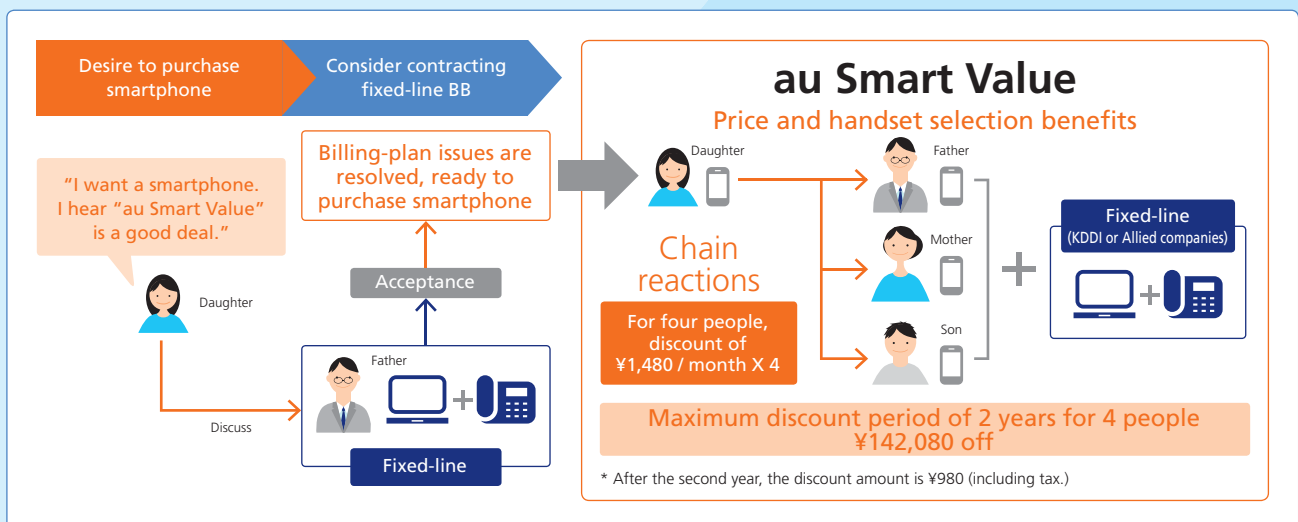 Desire to purchase
smartphone
Consider contracting
fixed-line BB
"I want a smartphone.
I hear "au Smart Value"
is a good deal."
Daughter
Discuss
Billing-plan issues are
resolved, ready to
purchase smartphone
Acceptance
Father
Fixed-line
au Smart Value
Price and handset selection benefits
Daughter
Father
Mother
Son
Chain
reactions
For four people,
discount of
¥1,480 / month X 4
Fixed-line
(KDDI or Allied companies)
Maximum discount period of 2 years for 4 people
¥142,080 off
* After the second year, the discount amount is ¥980 (including tax.)